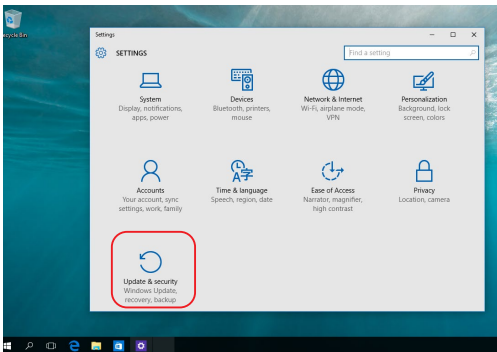 ecycle Bin
Settings
SETTINGS
Find a setting
System
Display, notifications,
apps, power
Devices
Bluetooth, printers,
mouse
Network & Internet
Wi-Fi, airplane mode,
VPN
Personalization
Background, lock
screen, colors
Accounts
Your account, sync
settings, work, family
Time & language
Speech, region, date
Ease of Access
Narrator, magnifier,
high contrast
Privacy
Location, camera
Update & security
Windows Update,
recovery, backup